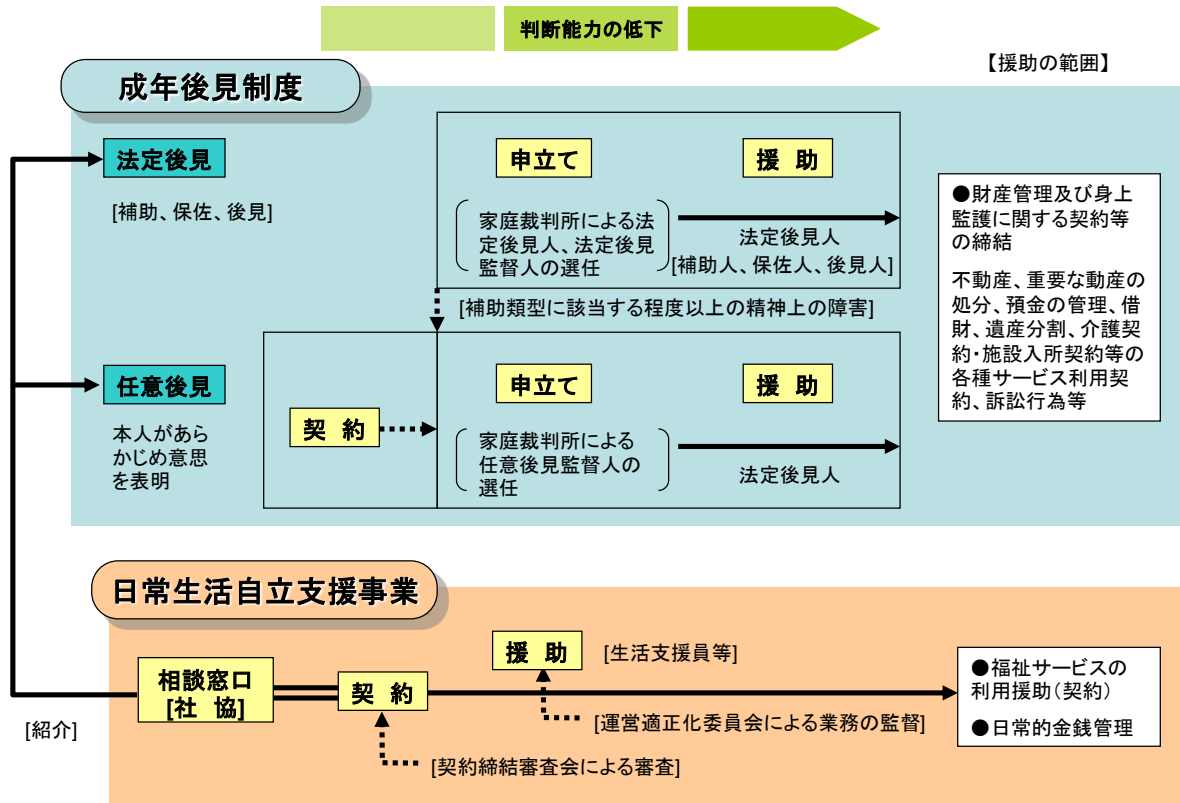 判断能力の低下
【援助の範囲】
成年後見制度
法定後見
[補助、保佐、後見]
申立て
援 助
家庭裁判所による法
定後見人、法定後見
監督人の選任
法定後見人
[補助人、保佐人、後見人]
[補助類型に該当する程度以上の精神上の障害]
任意後見
本人があら
かじめ意思
を表明
契 約
申立て
援 助
家庭裁判所による
任意後見監督人の
選任
法定後見人
●財産管理及び身上
監護に関する契約等
の締結
不動産、重要な動産の
処分、預金の管理、借
財、遺産分割、介護契
約・施設入所契約等の
各種サービス利用契
約、訴訟行為等
日常生活自立支援事業
相談窓口
[社 協]
[紹介]
契 約
援 助
[生活支援員等]
[運営適正化委員会による業務の監督]
[契約締結審査会による審査]
●福祉サービスの
利用援助(契約)
●日常的金銭管理